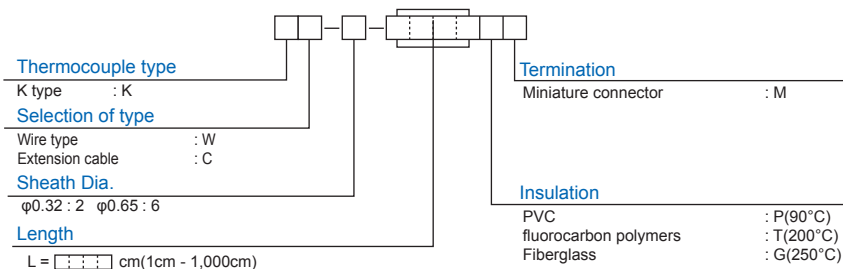 Thermocouple type
K type : K
Selection of type
Wire type : W
Extension cable : C
Sheath Dia.
φ0.32 : 2 φ0.65 : 6
Length
L = cm(1cm - 1,000cm)
Termination
Miniature connector : M
Insulation
PVC : P(90°C)
fluorocarbon polymers : T(200°C)
Fiberglass : G(250°C)